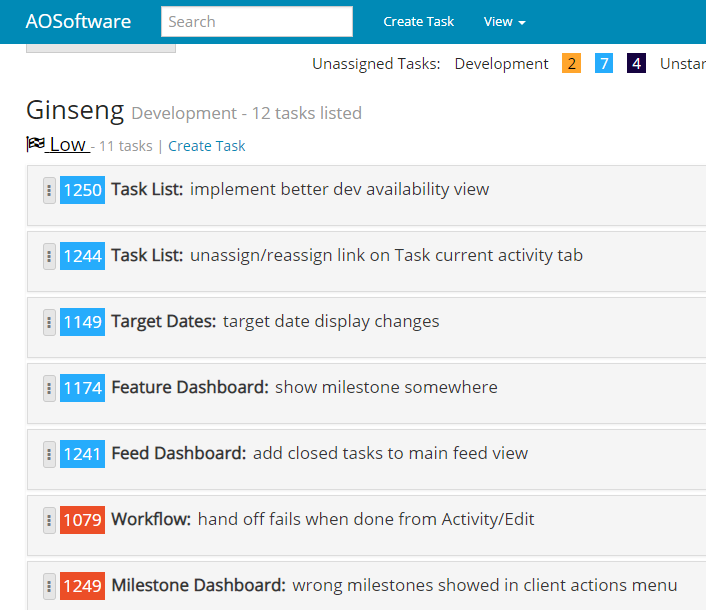 AOSoftware Search Create Task View
Unassigned Tasks: Development 2 7 4
Ginseng Development - 12 tasks listed
Low - 11 tasks | Create Task
1250 Task List: implement better dev availability view
1244 Task List: unassign/reassign link on Task current activity tab
1149 Target Dates: target date display changes
1174 Feature Dashboard: show milestone somewhere
1241 Feed Dashboard: add closed tasks to main feed view
1079 Workflow: hand off fails when done from Activity/Edit
1249 Milestone Dashboard: wrong milestones showed in client actions menu